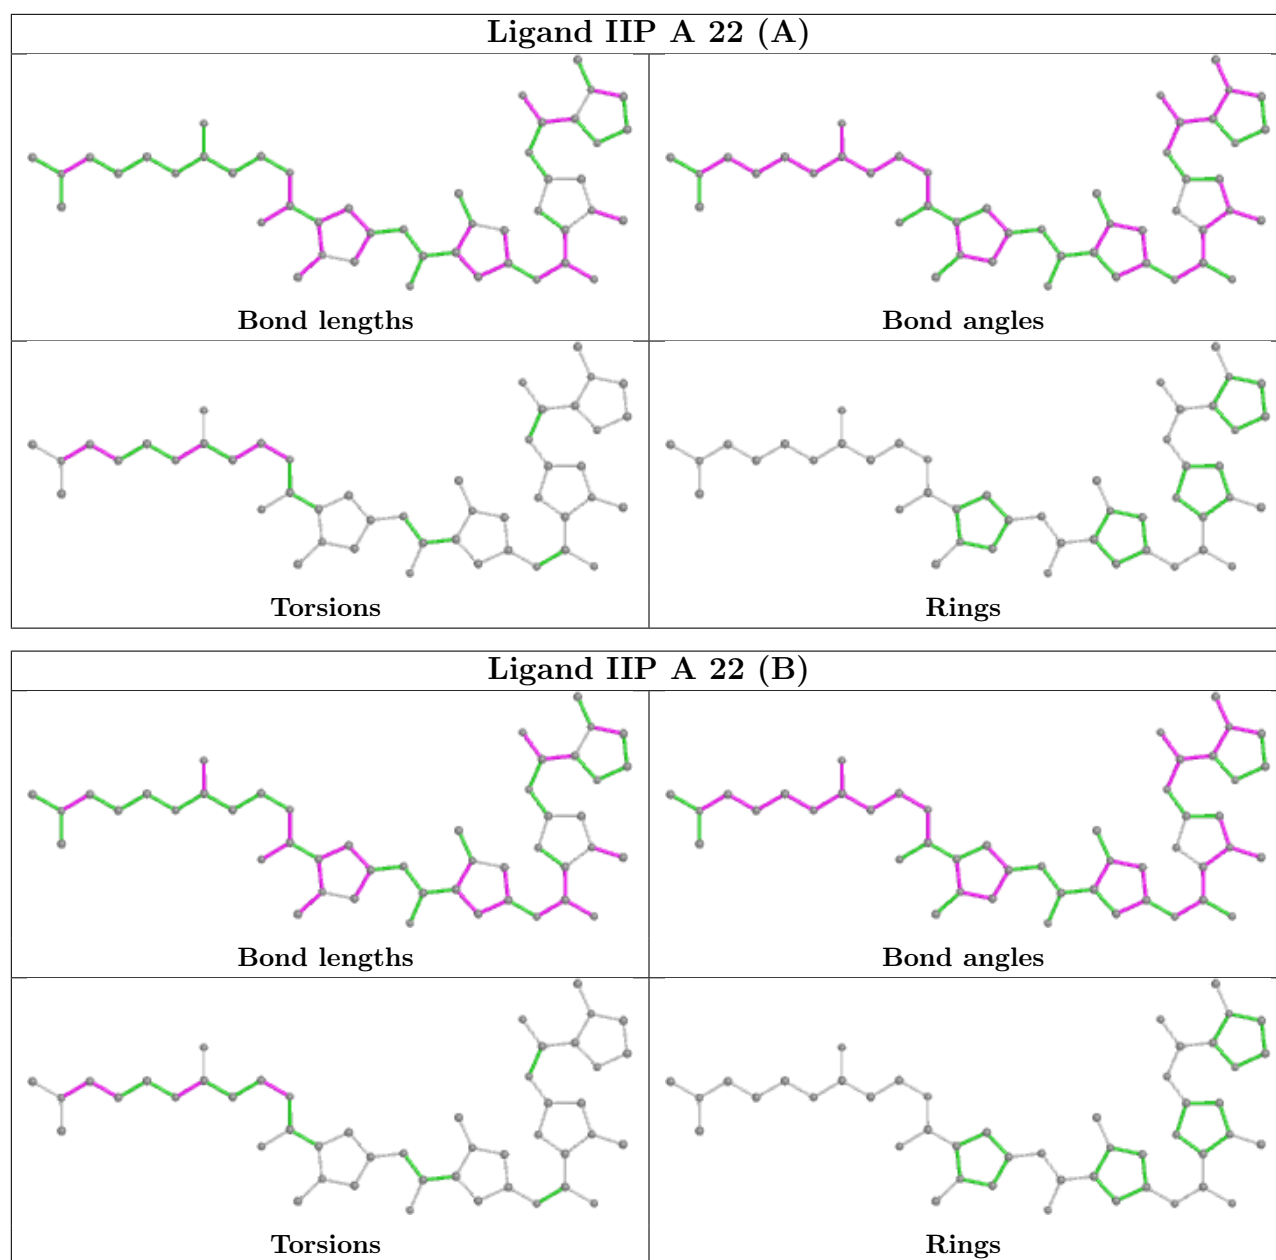 Ligand IIP A 22 (A)
Bond lengths
Bond angles
Torsions
Rings
Ligand IIP A 22 (B)
Bond lengths
Bond angles
Torsions
Rings